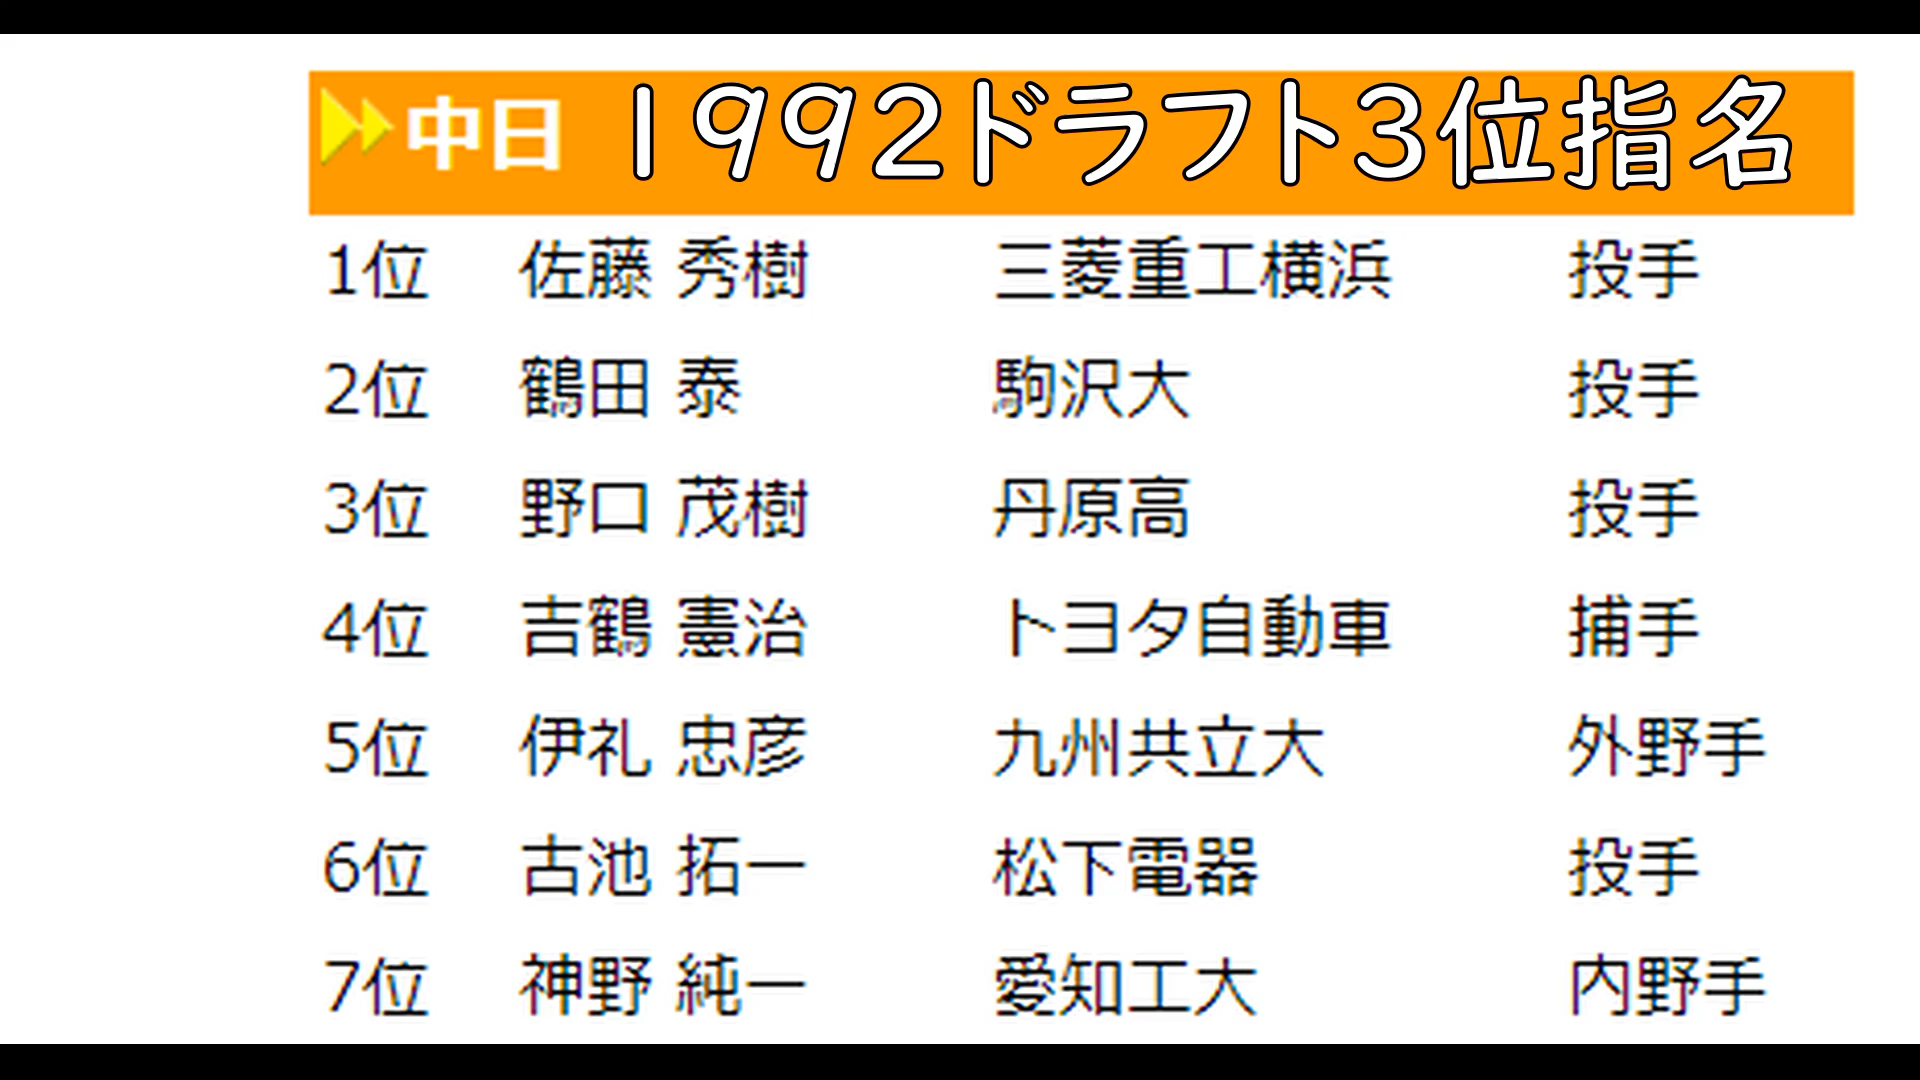 中日 1992ドラフト3位指名
1位 佐藤 秀樹 三菱重工横浜 投手
2位 鶴田 泰 駒沢大 投手
3位 野口 茂樹 丹原高 投手
4位 吉鶴 憲治 トヨタ自動車 捕手
5位 伊礼 忠彦 九州共立大 外野手
6位 古池 拓一 松下電器 投手
7位 神野 純一 愛知工大 内野手